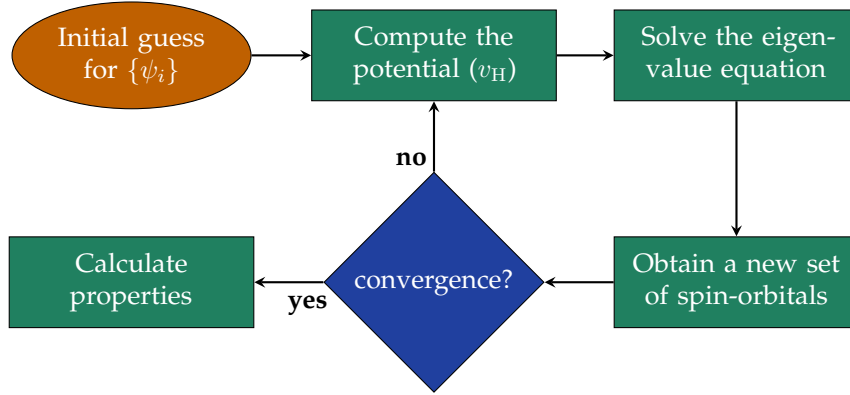 Initial guess
for {ψᵢ}
Compute the
potential (v_H)
Solve the eigen-
value equation
no
Calculate
properties
yes
convergence?
Obtain a new set
of spin-orbitals